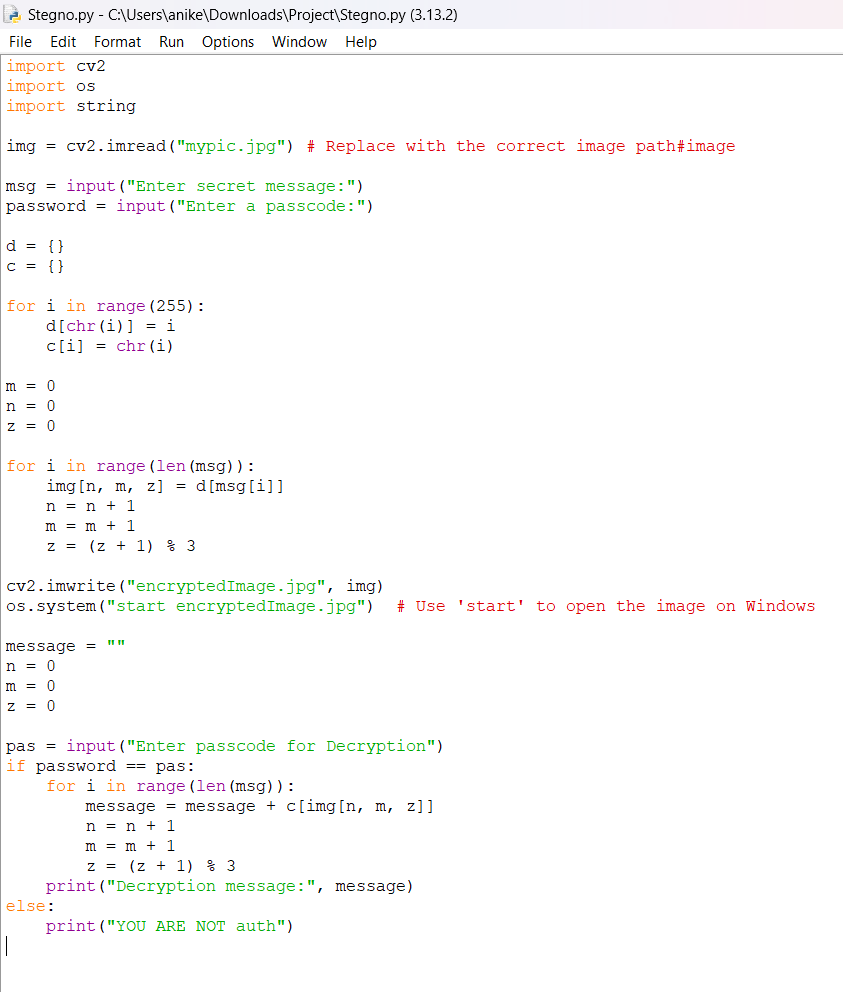 Stegno.py - C:\Users\anike\Downloads\Project\Stegno.py (3.13.2)
File Edit Format Run Options Window Help
import cv2
import os
import string
img = cv2.imread("mypic.jpg") # Replace with the correct image path#image
msg = input("Enter secret message:")
password = input("Enter a passcode:")
d = {}
c = {}
for i in range(255):
    d[chr(i)] = i
    c[i] = chr(i)
m = 0
n = 0
z = 0
for i in range(len(msg)):
    img[n, m, z] = d[msg[i]]
    n = n + 1
    m = m + 1
    z = (z + 1) % 3
cv2.imwrite("encryptedImage.jpg", img)
os.system("start encryptedImage.jpg")  # Use 'start' to open the image on Windows
message = ""
n = 0
m = 0
z = 0
pas = input("Enter passcode for Decryption")
if password == pas:
    for i in range(len(msg)):
        message = message + c[img[n, m, z]]
        n = n + 1
        m = m + 1
        z = (z + 1) % 3
    print("Decryption message:", message)
else:
    print("YOU ARE NOT auth")